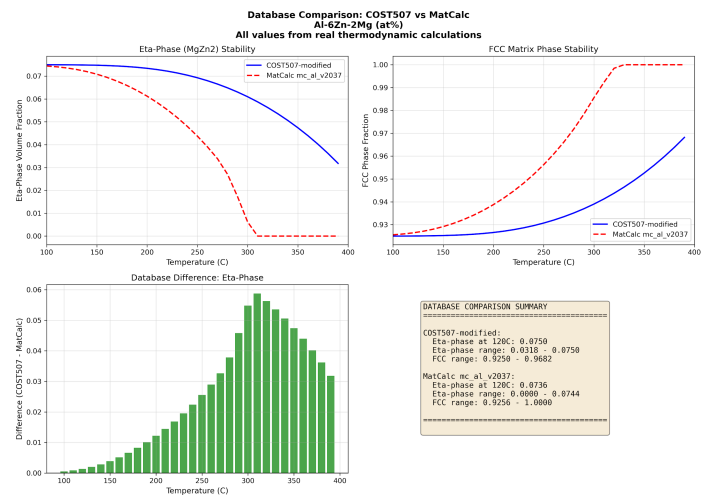 Database Comparison: COST507 vs MatCalc
Al-6Zn-2Mg (at%)
All values from real thermodynamic calculations
Eta-Phase (MgZn2) Stability
COST507-modified
MatCalc mc_al_v2037
Eta-Phase Volume Fraction
0.07
0.06
0.05
0.04
0.03
0.02
0.01
0.00
100 150 200 250 300 350 400
Temperature (C)
FCC Matrix Phase Stability
FCC Phase Fraction
1.00
0.99
0.98
0.97
0.96
0.95
0.94
0.93
COST507-modified
MatCalc mc_al_v2037
100 150 200 250 300 350 400
Temperature (C)
Database Difference: Eta-Phase
Difference (COST507 - MatCalc)
0.06
0.05
0.04
0.03
0.02
0.01
0.00
100 150 200 250 300 350 400
Temperature (C)
DATABASE COMPARISON SUMMARY
========================================
COST507-modified:
Eta-phase at 120C: 0.0750
Eta-phase range: 0.0318 - 0.0750
FCC range: 0.9250 - 0.9682
MatCalc mc_al_v2037:
Eta-phase at 120C: 0.0736
Eta-phase range: 0.0000 - 0.0744
FCC range: 0.9256 - 1.0000
========================================